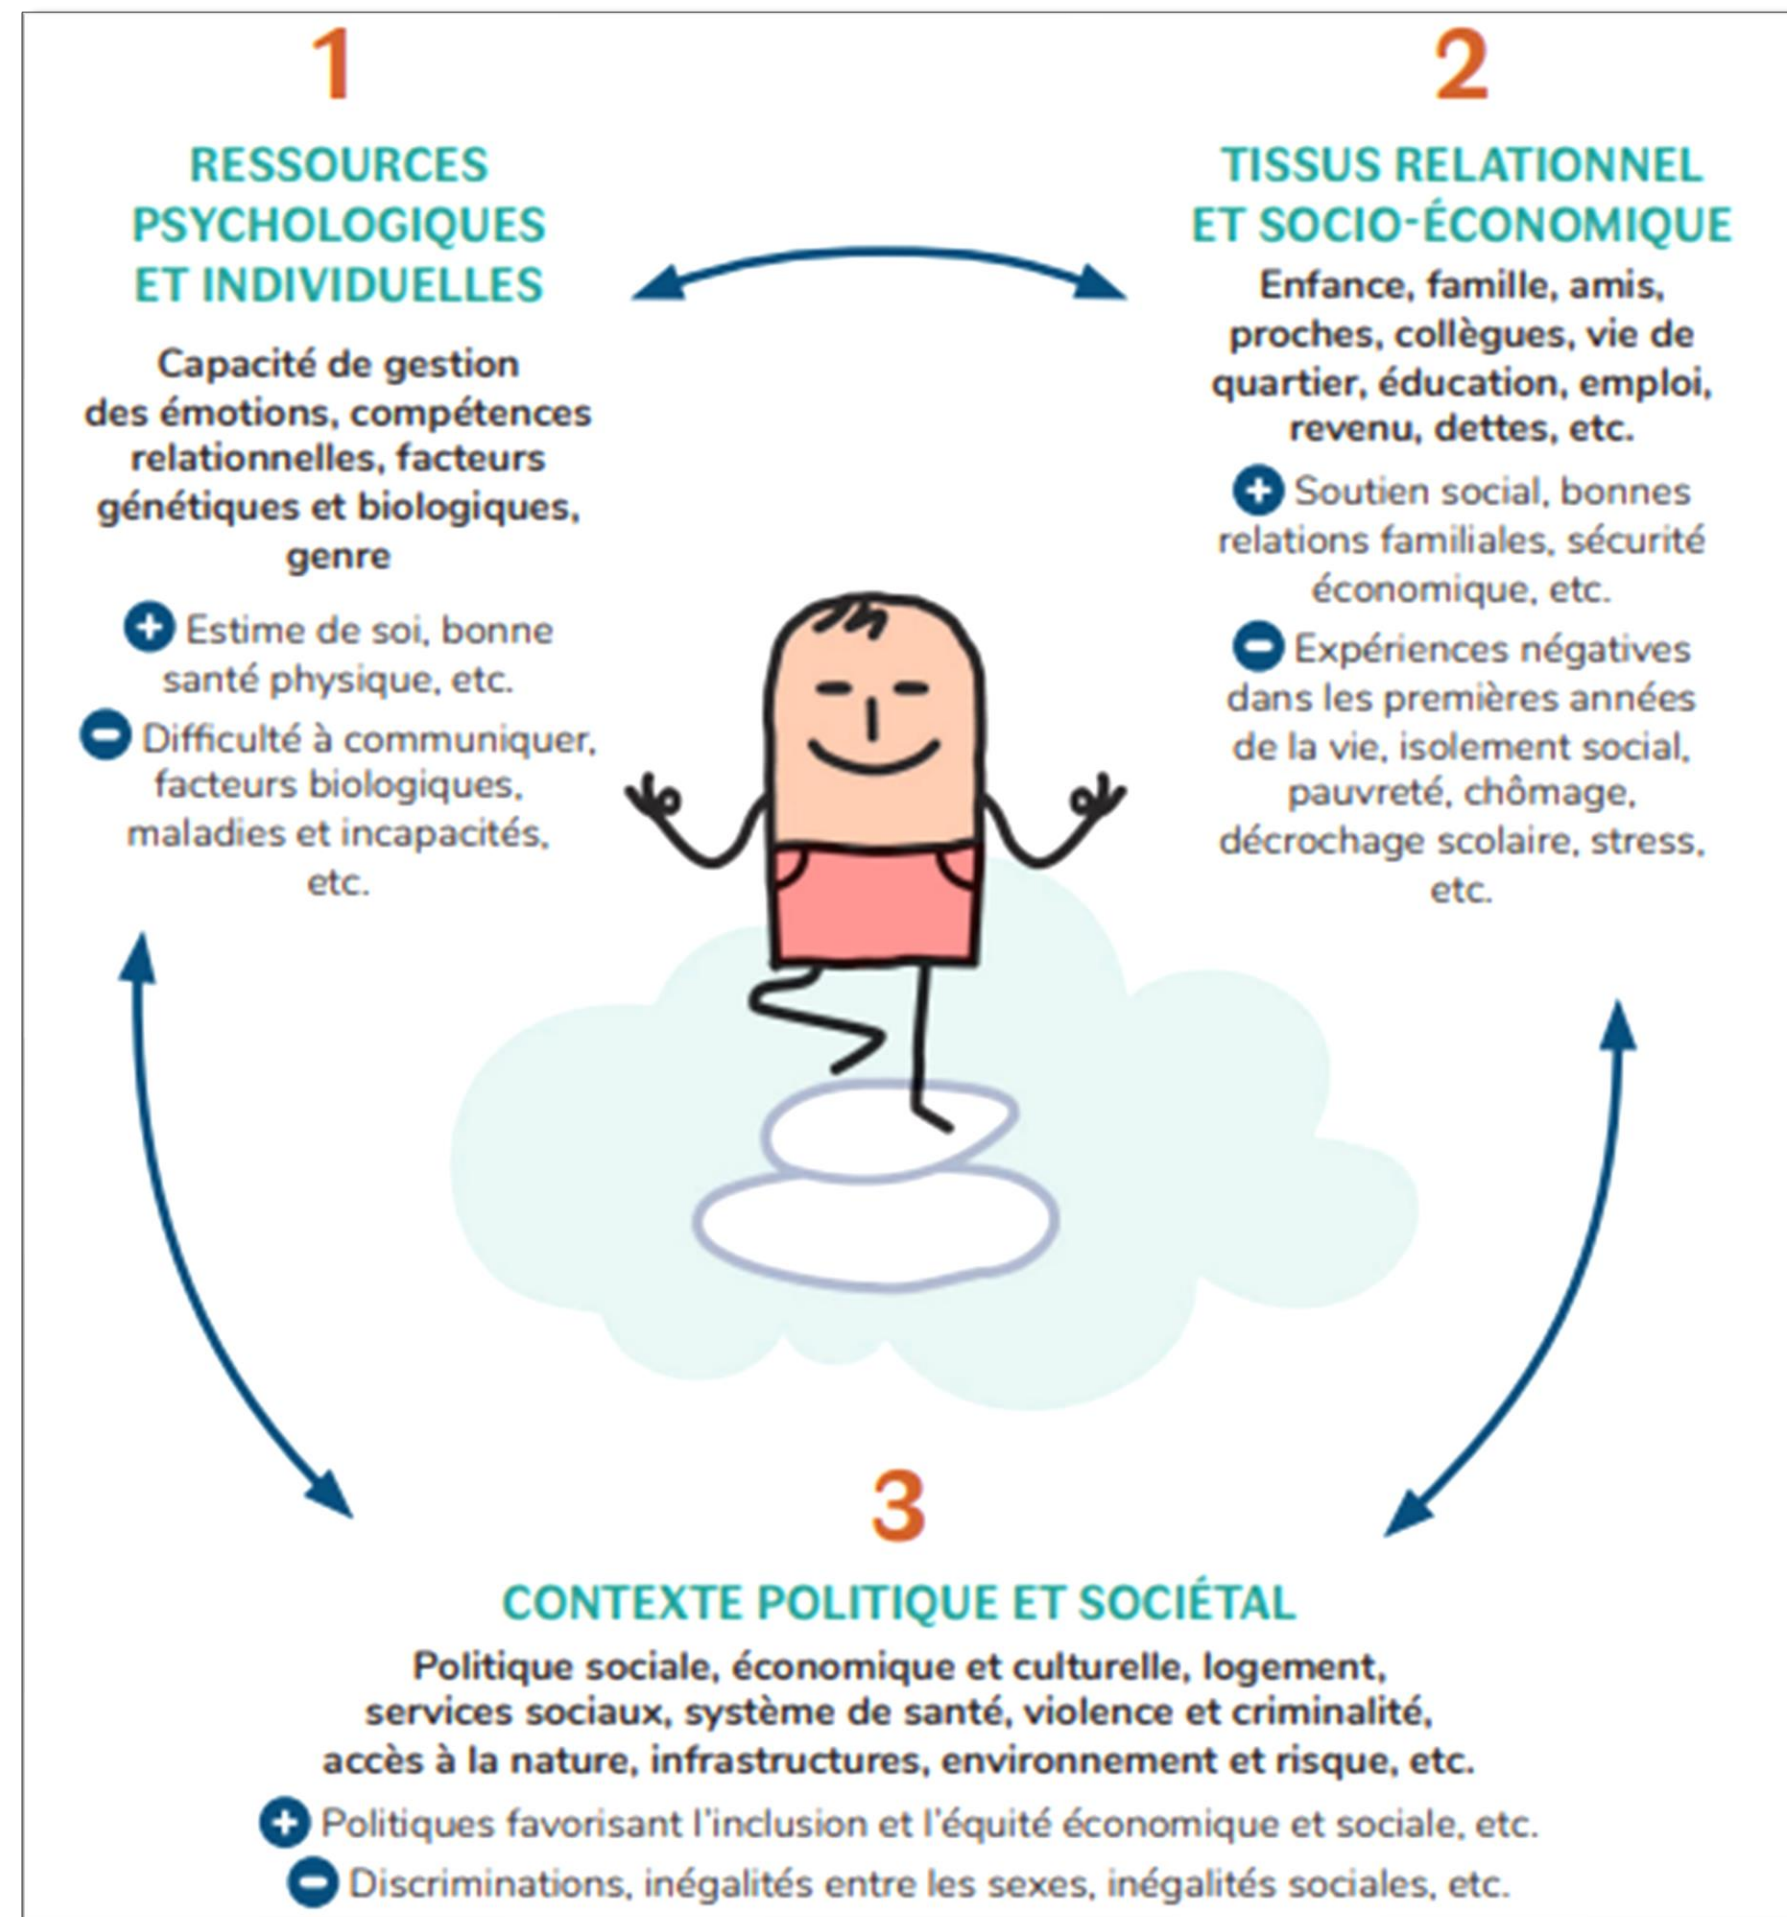 1
RESSOURCES
PSYCHOLOGIQUES
ET INDIVIDUELLES
Capacité de gestion
des émotions, compétences
relationnelles, facteurs
génétiques et biologiques,
genre
+ Estime de soi, bonne
santé physique, etc.
- Difficulté à communiquer,
facteurs biologiques,
maladies et incapacités,
etc.
2
TISSUS RELATIONNEL
ET SOCIO-ÉCONOMIQUE
Enfance, famille, amis,
proches, collègues, vie de
quartier, éducation, emploi,
revenu, dettes, etc.
+ Soutien social, bonnes
relations familiales, sécurité
économique, etc.
- Expériences négatives
dans les premières années
de la vie, isolement social,
pauvreté, chômage,
décrochage scolaire, stress,
etc.
3
CONTEXTE POLITIQUE ET SOCIÉTAL
Politique sociale, économique et culturelle, logement,
services sociaux, système de santé, violence et criminalité,
accès à la nature, infrastructures, environnement et risque, etc.
+ Politiques favorisant l'inclusion et l'équité économique et sociale, etc.
- Discriminations, inégalités entre les sexes, inégalités sociales, etc.